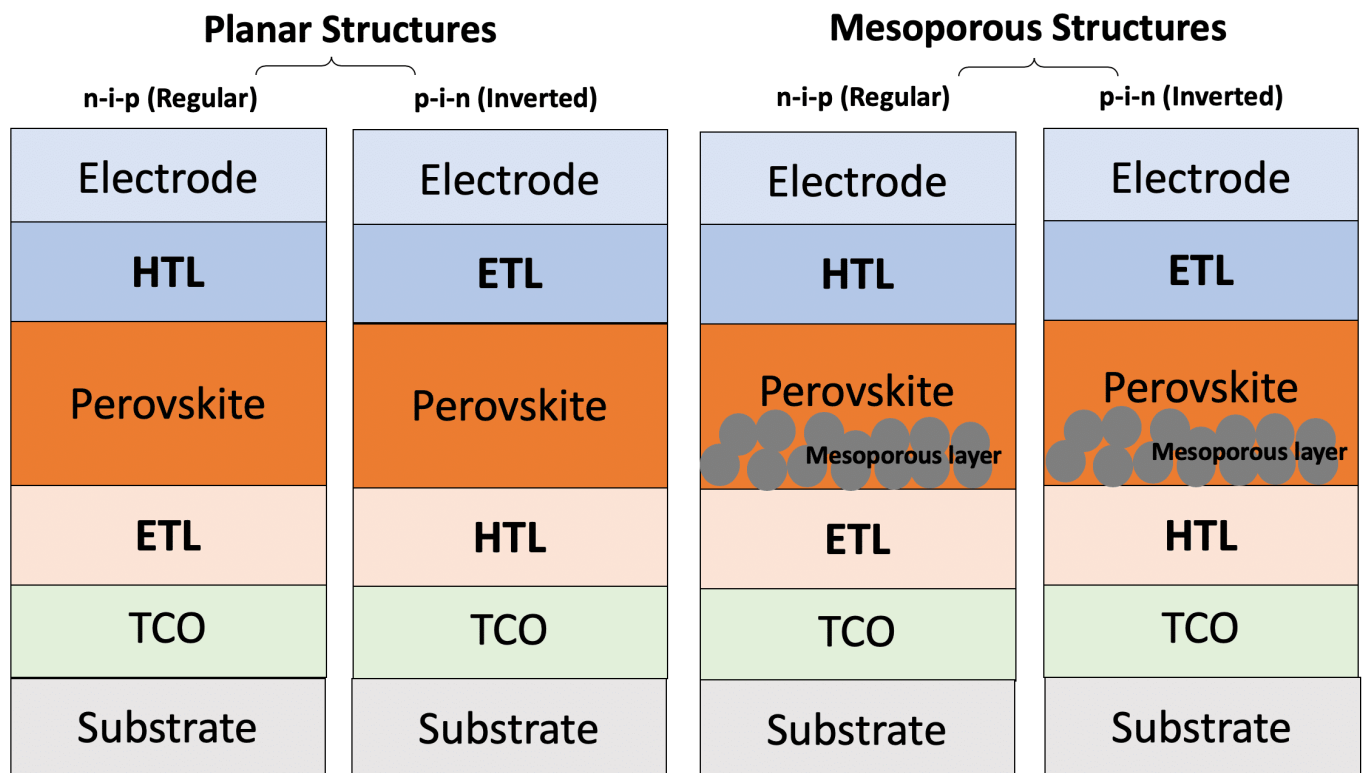 Planar Structures
Mesoporous Structures
n-i-p (Regular)
p-i-n (Inverted)
n-i-p (Regular)
p-i-n (Inverted)
Electrode
HTL
Perovskite
ETL
TCO
Substrate
Electrode
ETL
Perovskite
HTL
TCO
Substrate
Electrode
HTL
Perovskite
Mesoporous layer
ETL
TCO
Substrate
Electrode
ETL
Perovskite
Mesoporous layer
HTL
TCO
Substrate